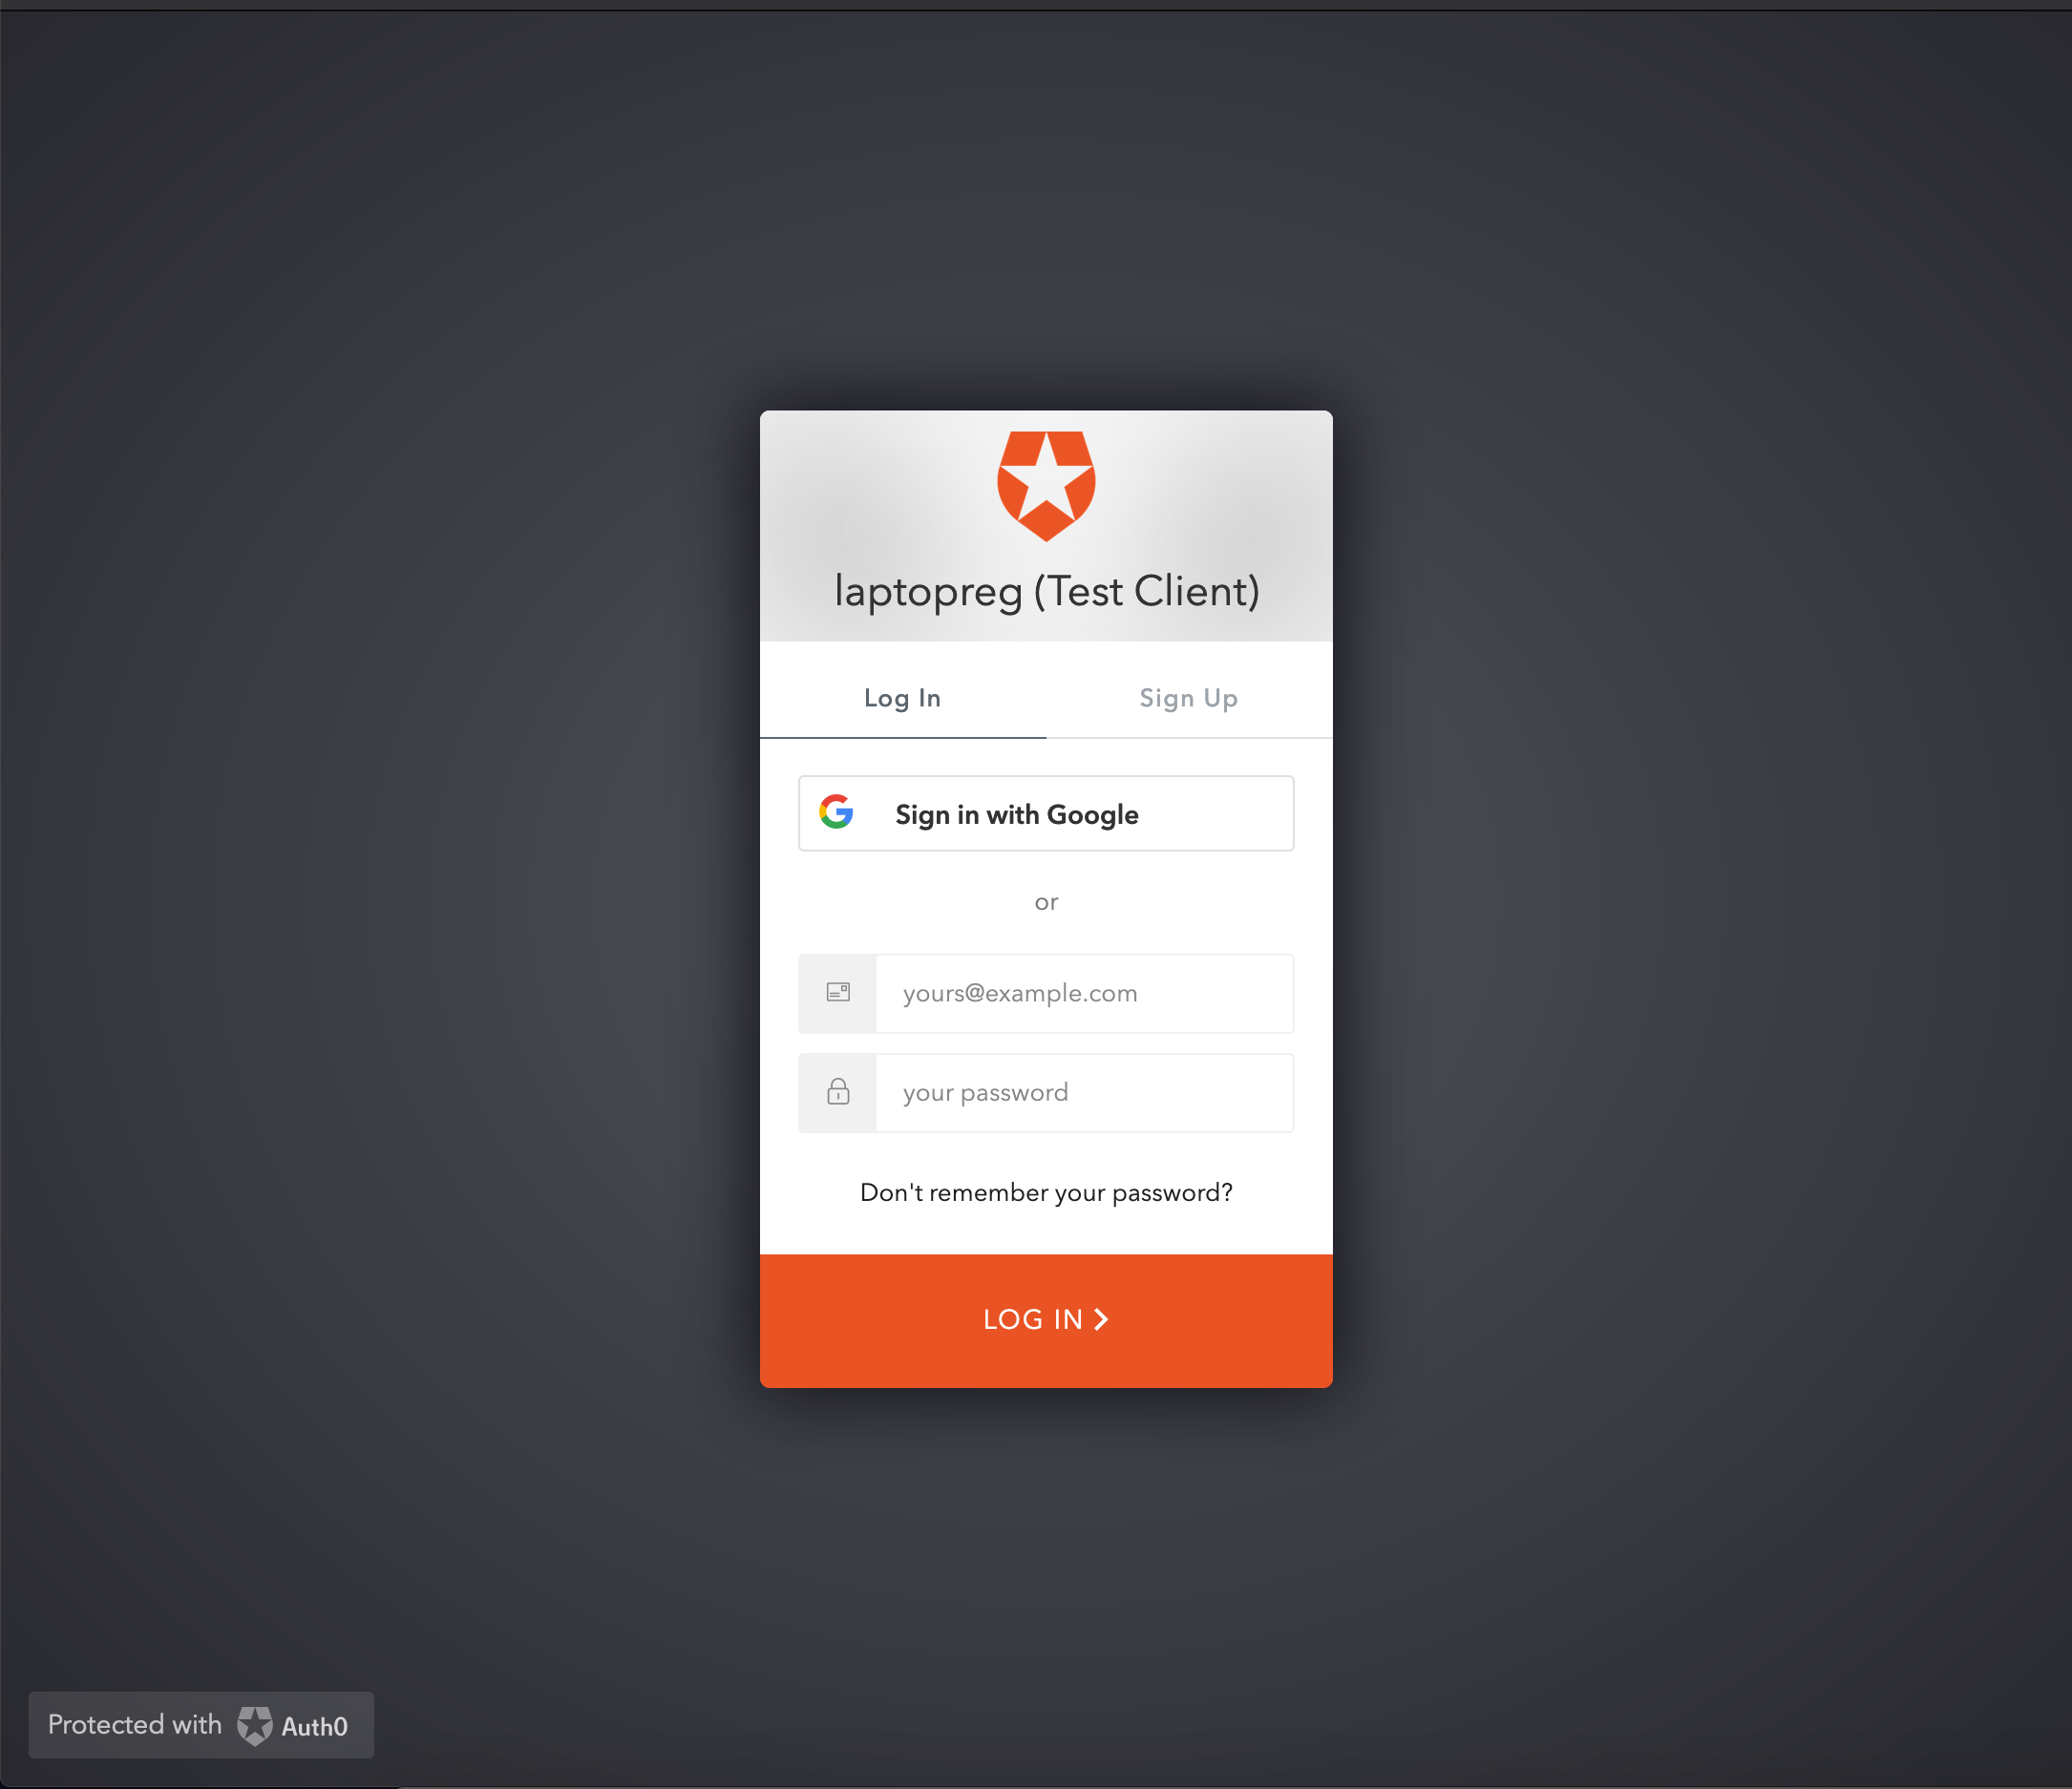 laptopreg (Test Client)
Log In
Sign Up
Sign in with Google
or
yours@example.com
your password
Don't remember your password?
LOG IN
Protected with Auth0